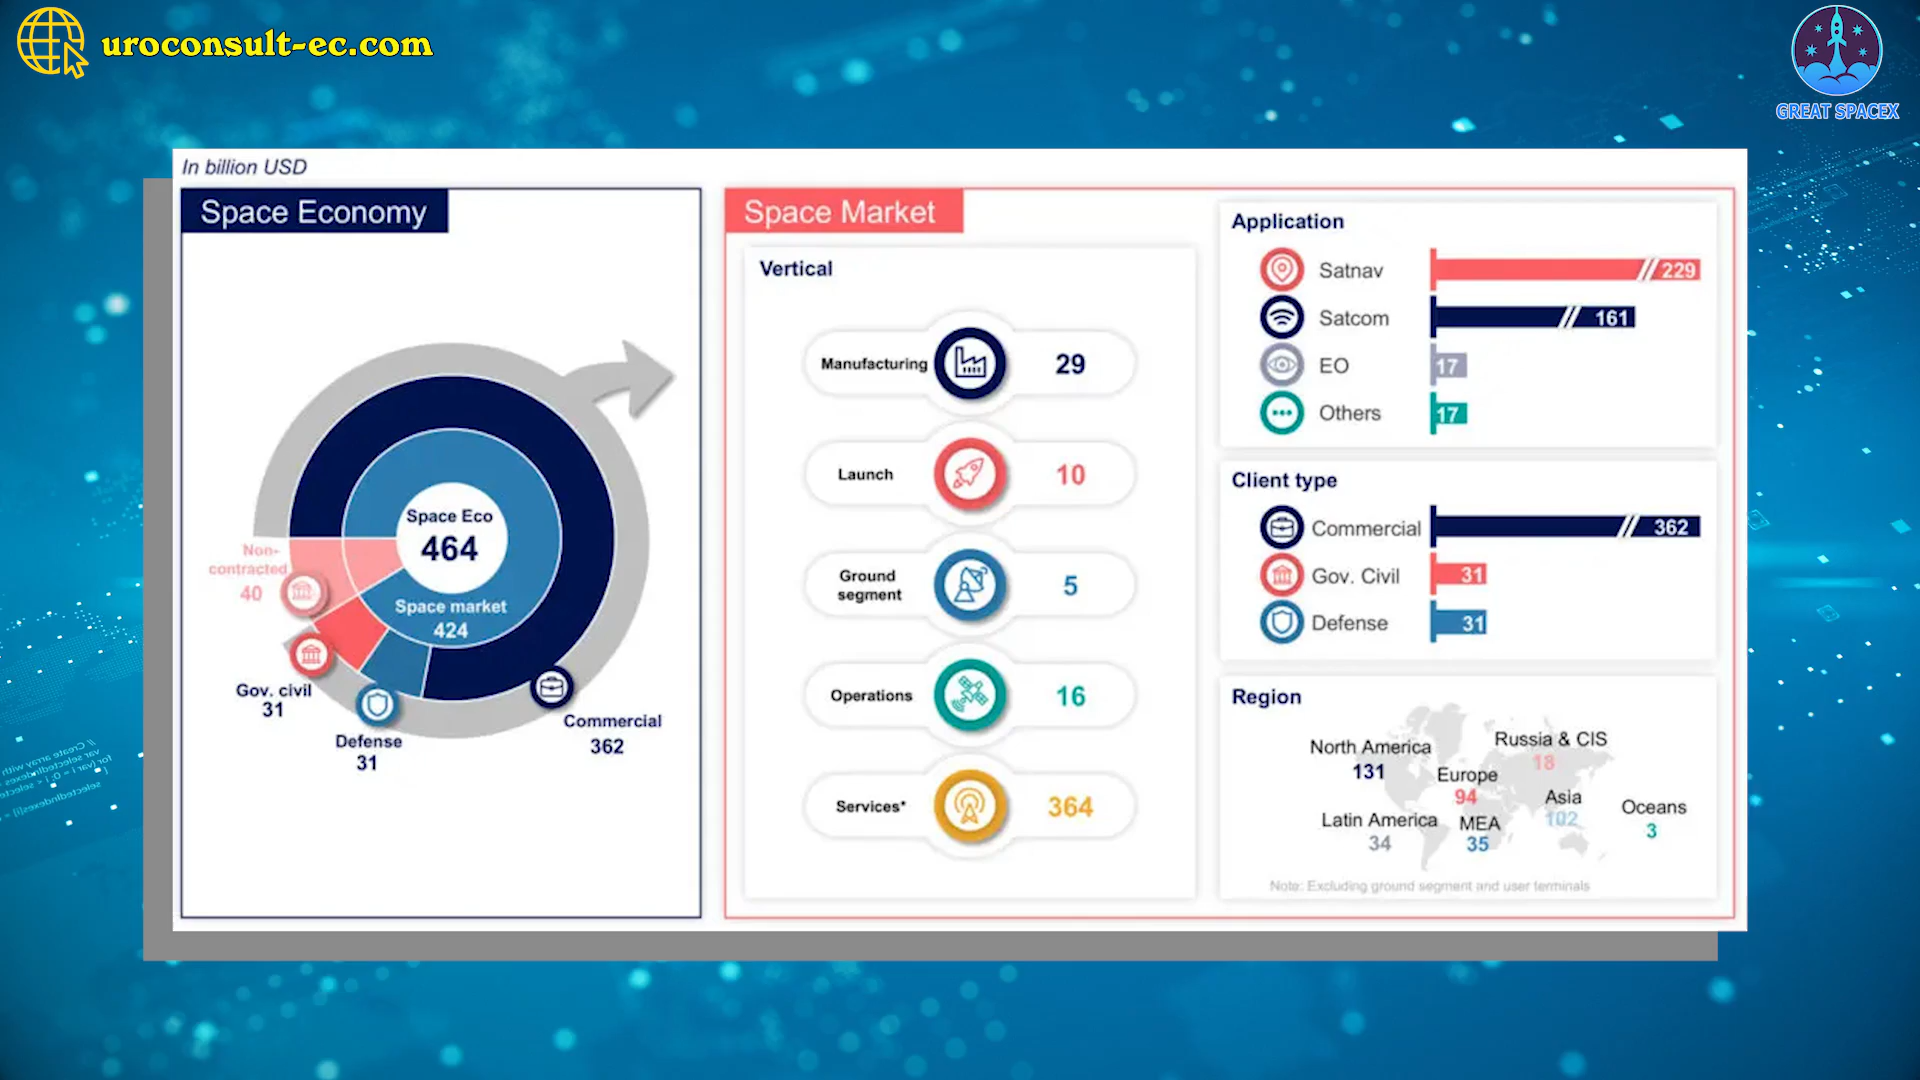 uroconsult-ec.com
GREAT SPACEX
In billion USD
Space Economy
Space Eco
464
Space market
424
Non-
contracted
40
Gov. civil
31
Defense
31
Commercial
362
Space Market
Vertical
Manufacturing 29
Launch 10
Ground
segment 5
Operations 16
Services* 364
Application
Satnav 229
Satcom 161
EO 17
Others 17
Client type
Commercial 362
Gov. Civil 31
Defense 31
Region
North America
131
Russia & CIS
18
Europe
94
Asia
102
Oceans
3
Latin America
34
MEA
35
Note: Excluding ground segment and user terminals